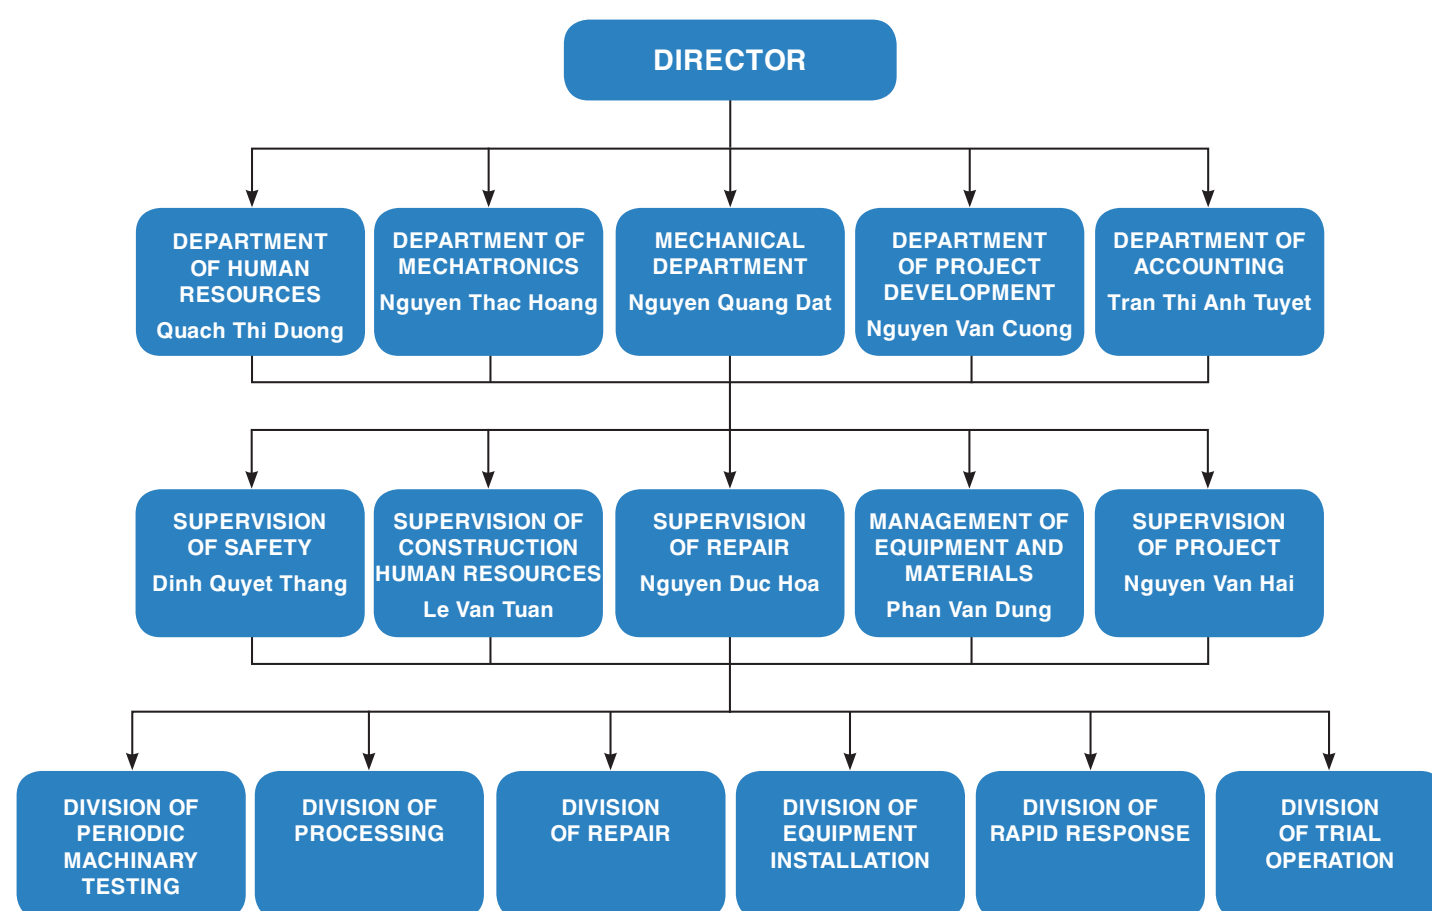 DIRECTOR
DEPARTMENT
OF HUMAN
RESOURCES
Quach Thi Duong
DEPARTMENT OF
MECHATRONICS
Nguyen Thac Hoang
MECHANICAL
DEPARTMENT
Nguyen Quang Dat
DEPARTMENT
OF PROJECT
DEVELOPMENT
Nguyen Van Cuong
DEPARTMENT OF
ACCOUNTING
Tran Thi Anh Tuyet
SUPERVISION
OF SAFETY
Dinh Quyet Thang
SUPERVISION OF
CONSTRUCTION
HUMAN RESOURCES
Le Van Tuan
SUPERVISION
OF REPAIR
Nguyen Duc Hoa
MANAGEMENT OF
EQUIPMENT AND
MATERIALS
Phan Van Dung
SUPERVISION
OF PROJECT
Nguyen Van Hai
DIVISION OF
PERIODIC
MACHINARY
TESTING
DIVISION OF
PROCESSING
DIVISION
OF REPAIR
DIVISION OF
EQUIPMENT
INSTALLATION
DIVISION OF
RAPID RESPONSE
DIVISION
OF TRIAL
OPERATION